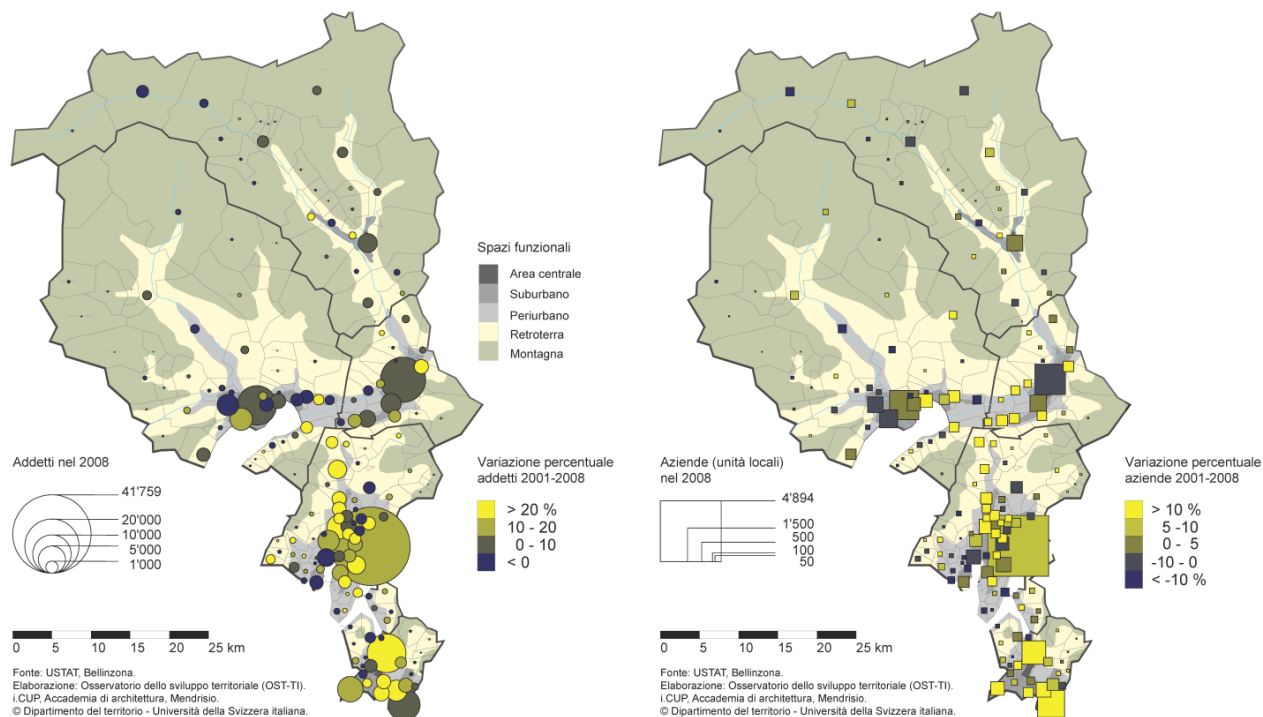 Spazi funzionali
Area centrale
Suburbano
Periurbano
Retroterra
Montagna
Addetti nel 2008
41'759
20'000
10'000
5'000
1'000
Variazione percentuale
addetti 2001-2008
> 20 %
10 - 20
0 - 10
< 0
0 5 10 15 20 25 km
Fonte: USTAT, Bellinzona.
Elaborazione: Osservatorio dello sviluppo territoriale (OST-TI).
i.CUP, Accademia di architettura, Mendrisio.
© Dipartimento del territorio - Università della Svizzera italiana.
Aziende (unità locali)
nel 2008
4'894
1'500
500
100
50
Variazione percentuale
aziende 2001-2008
> 10 %
5 -10
0 - 5
-10 - 0
< -10 %
0 5 10 15 20 25 km
Fonte: USTAT, Bellinzona.
Elaborazione: Osservatorio dello sviluppo territoriale (OST-TI).
i.CUP, Accademia di architettura, Mendrisio.
© Dipartimento del territorio - Università della Svizzera italiana.